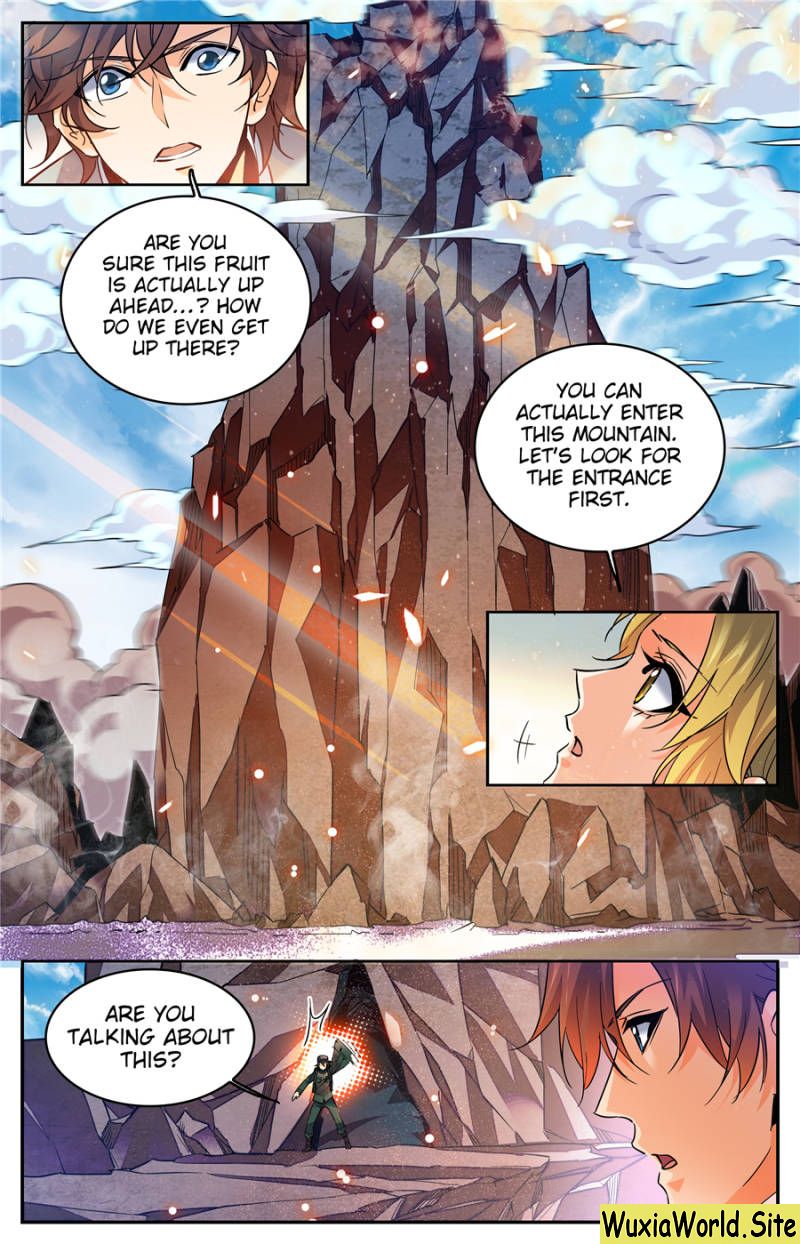 ARE YOU
SURE THIS FRUIT
IS ACTUALLY UP
AHEAD...? HOW
DO WE EVEN GET
UP THERE?
YOU CAN
ACTUALLY ENTER
THIS MOUNTAIN.
LET'S LOOK FOR
THE ENTRANCE
FIRST.
ARE YOU
TALKING ABOUT
THIS?
WuxiaWorld.Site